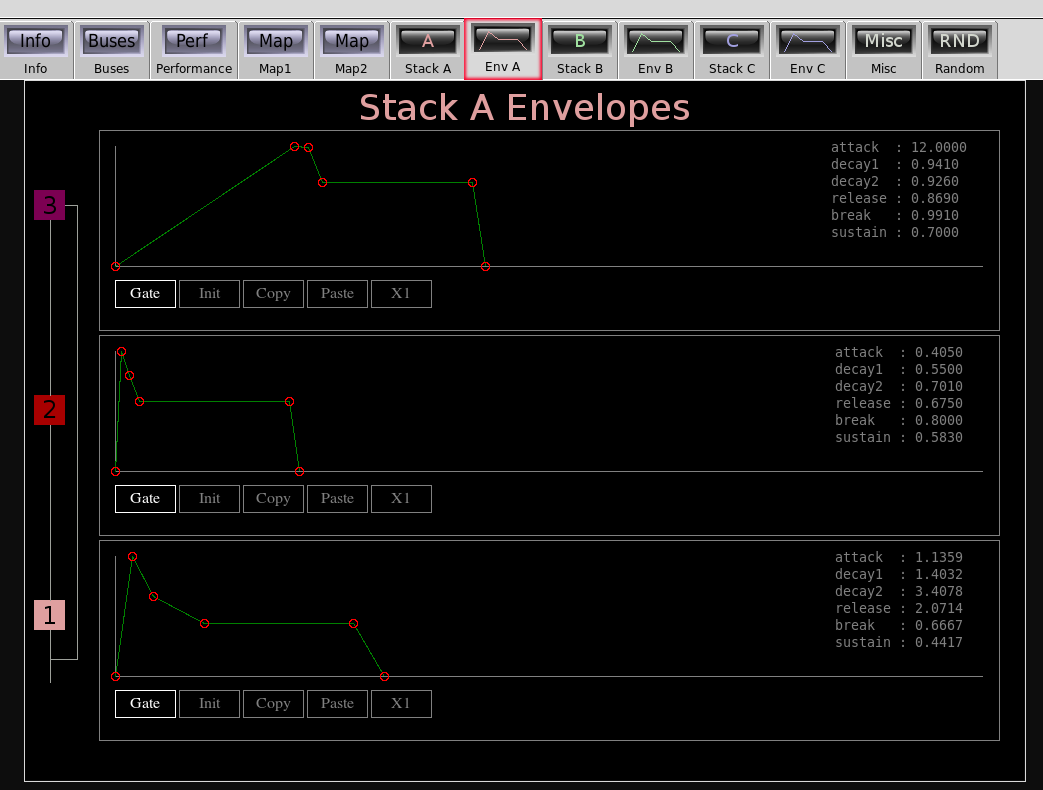 Info Buses Perf Map Map A B C Misc RND
Info Buses Performance Map1 Map2 Stack A Env A Stack B Env B Stack C Env C Misc Random
Stack A Envelopes
3
attack : 12.0000
decay1 : 0.9410
decay2 : 0.9260
release : 0.8690
break : 0.9910
sustain : 0.7000
Gate Init Copy Paste X1
2
attack : 0.4050
decay1 : 0.5500
decay2 : 0.7010
release : 0.6750
break : 0.8000
sustain : 0.5830
Gate Init Copy Paste X1
1
attack : 1.1359
decay1 : 1.4032
decay2 : 3.4078
release : 2.0714
break : 0.6667
sustain : 0.4417
Gate Init Copy Paste X1